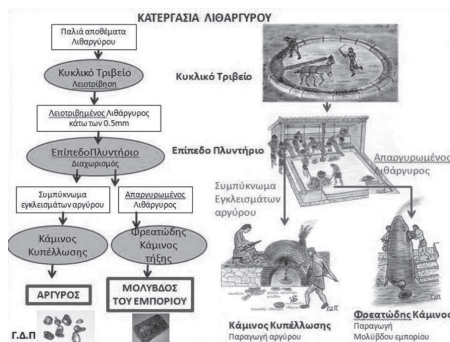 ΚΑΤΕΡΓΑΣΙΑ ΛΙΘΑΡΓΥΡΟΥ
Παλιά αποθέματα
Λιθαργύρου
Κυκλικό Τριβείο
Λειοτρίβηση
Λειοτριβημένος Λιθάργυρος
κάτω των 0.5mm
ΕπίπεδοΠλυντήριο
Διαχωρισμός
Συμπύκνωμα
εγκλεισμάτων αργύρου
Απαργυρωμένος
Λιθάργυρος
Κάμινος
Κυπέλλωσης
Φρεατώδης
Κάμινος
τήξης
ΑΡΓΥΡΟΣ
ΜΟΛΥΒΔΟΣ
ΤΟΥ ΕΜΠΟΡΙΟΥ
Γ.Δ.Π
Κυκλικό Τριβείο
Επίπεδο Πλυντήριο
Απαργυρωμένος
Λιθάργυρος
Συμπύκνωμα
Εγκλεισμάτων
αργύρου
Κάμινος Κυπέλλωσης
Παραγωγή αργύρου
Φρεατώδης Κάμινος
Παραγωγή
Μολύβδου εμπορίου